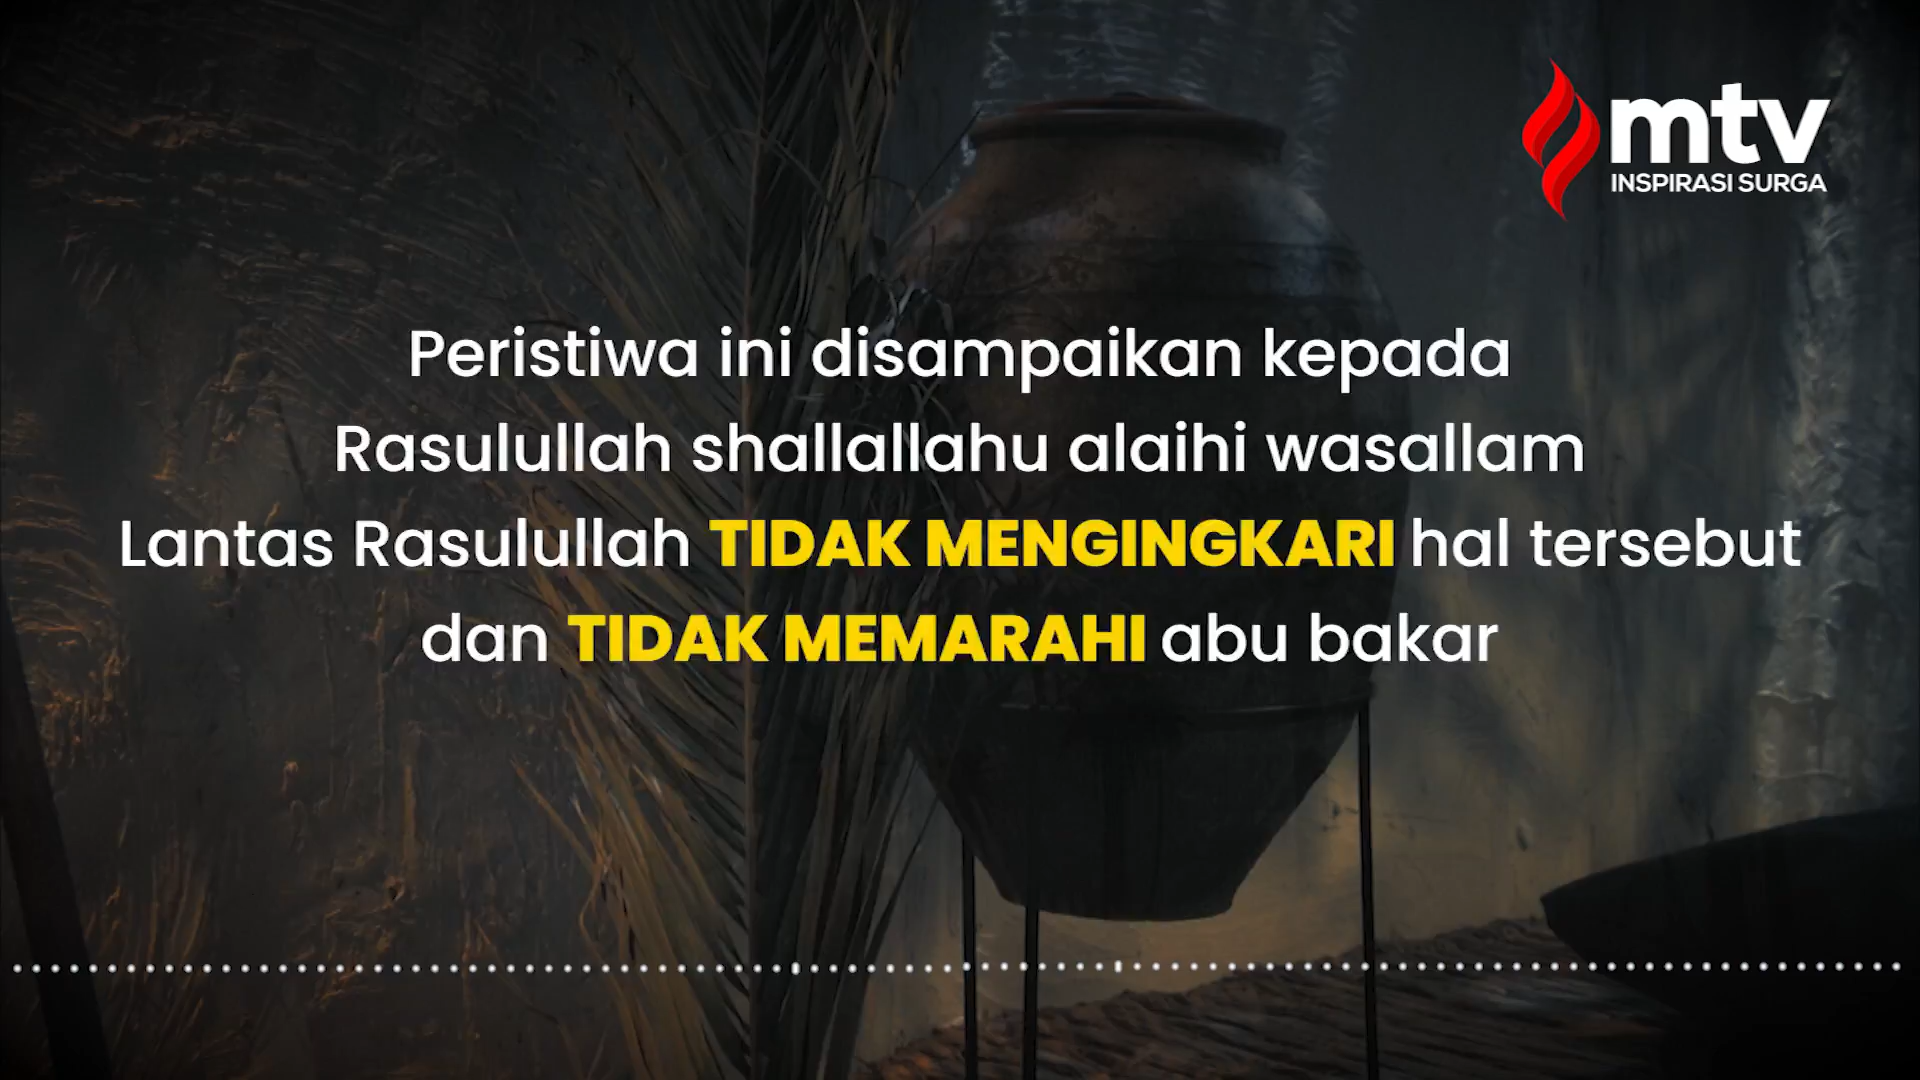 mtv
INSPIRASI SURGA
Peristiwa ini disampaikan kepada
Rasulullah shallallahu alaihi wasallam
Lantas Rasulullah TIDAK MENGINGKARI hal tersebut
dan TIDAK MEMARAHI abu bakar